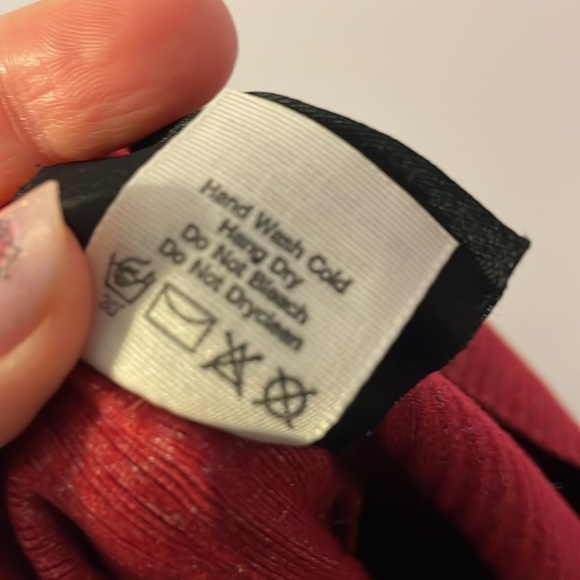 Hand Wash Cold
Hang Dry
Do Not Bleach
Do Not Dryclean
30°